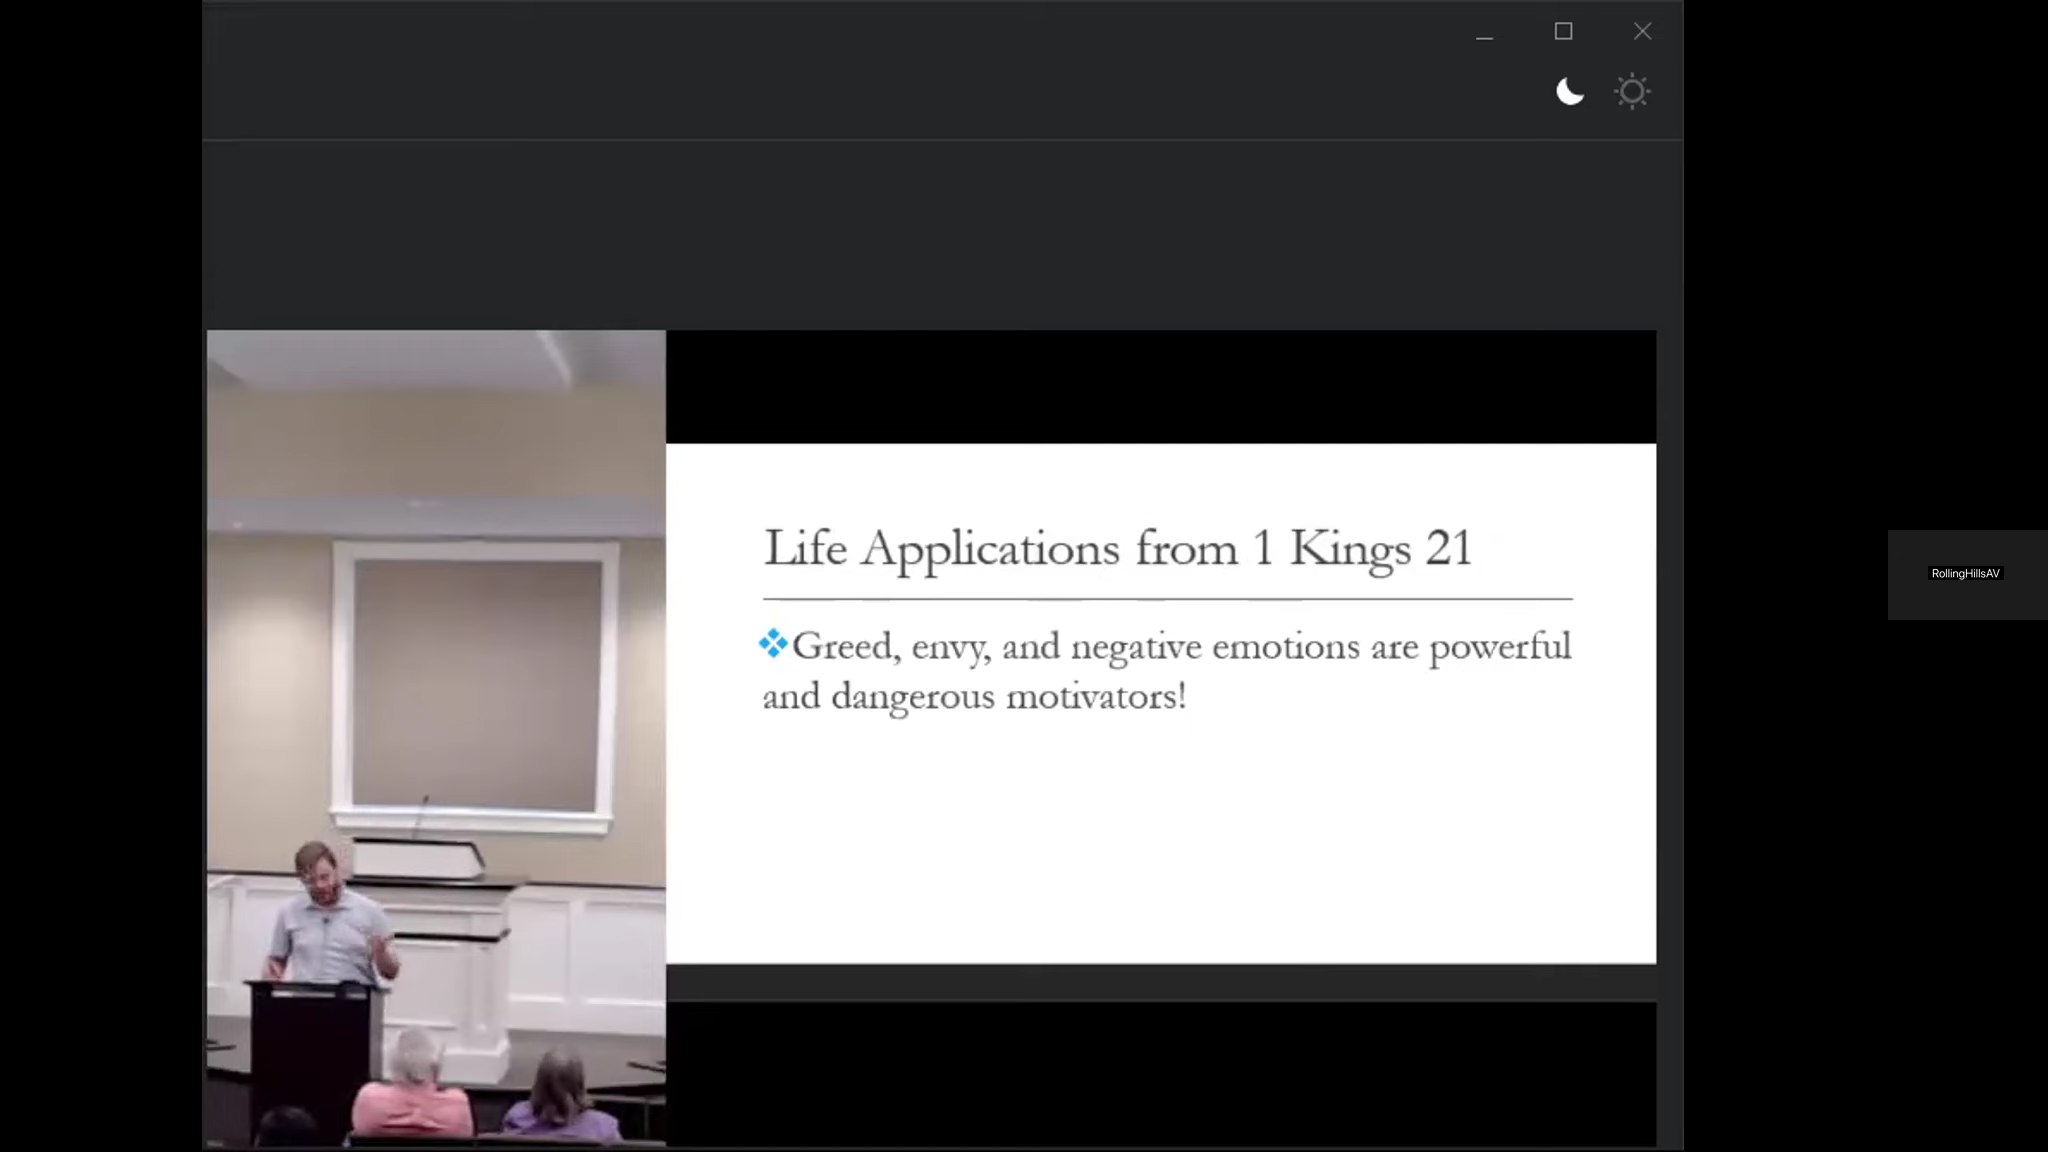 Life Applications from 1 Kings 21
Greed, envy, and negative emotions are powerful
and dangerous motivators!
RollingHillsAV